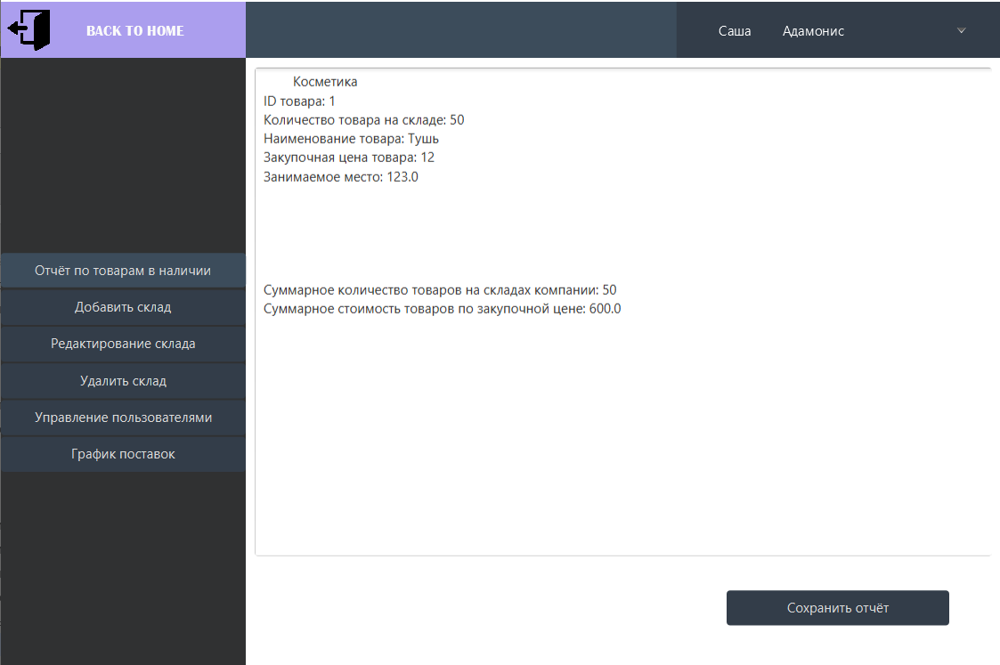 BACK TO HOME
Саша Адамонис
Косметика
ID товара: 1
Количество товара на складе: 50
Наименование товара: Тушь
Закупочная цена товара: 12
Занимаемое место: 123.0
Суммарное количество товаров на складах компании: 50
Суммарное стоимость товаров по закупочной цене: 600.0
Отчёт по товарам в наличии
Добавить склад
Редактирование склада
Удалить склад
Управление пользователями
График поставок
Сохранить отчёт